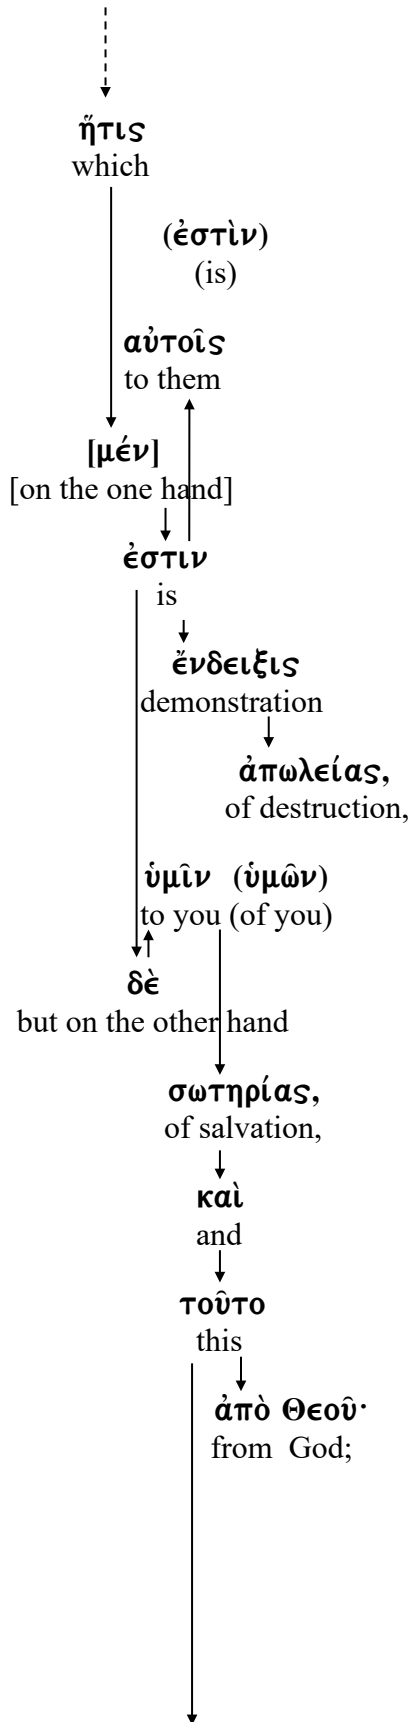 ἥτις
which
(ἐστὶν)
(is)
αὐτοῖς
to them
[μέν]
[on the one hand]
ἐστιν
is
ἔνδειξις
demonstration
ἀπωλείας,
of destruction,
ὑμῖν (ὑμῶν)
to you (of you)
δὲ
but on the other hand
σωτηρίας,
of salvation,
καὶ
and
τοῦτο
this
ἀπὸ Θεοῦ·
from God;